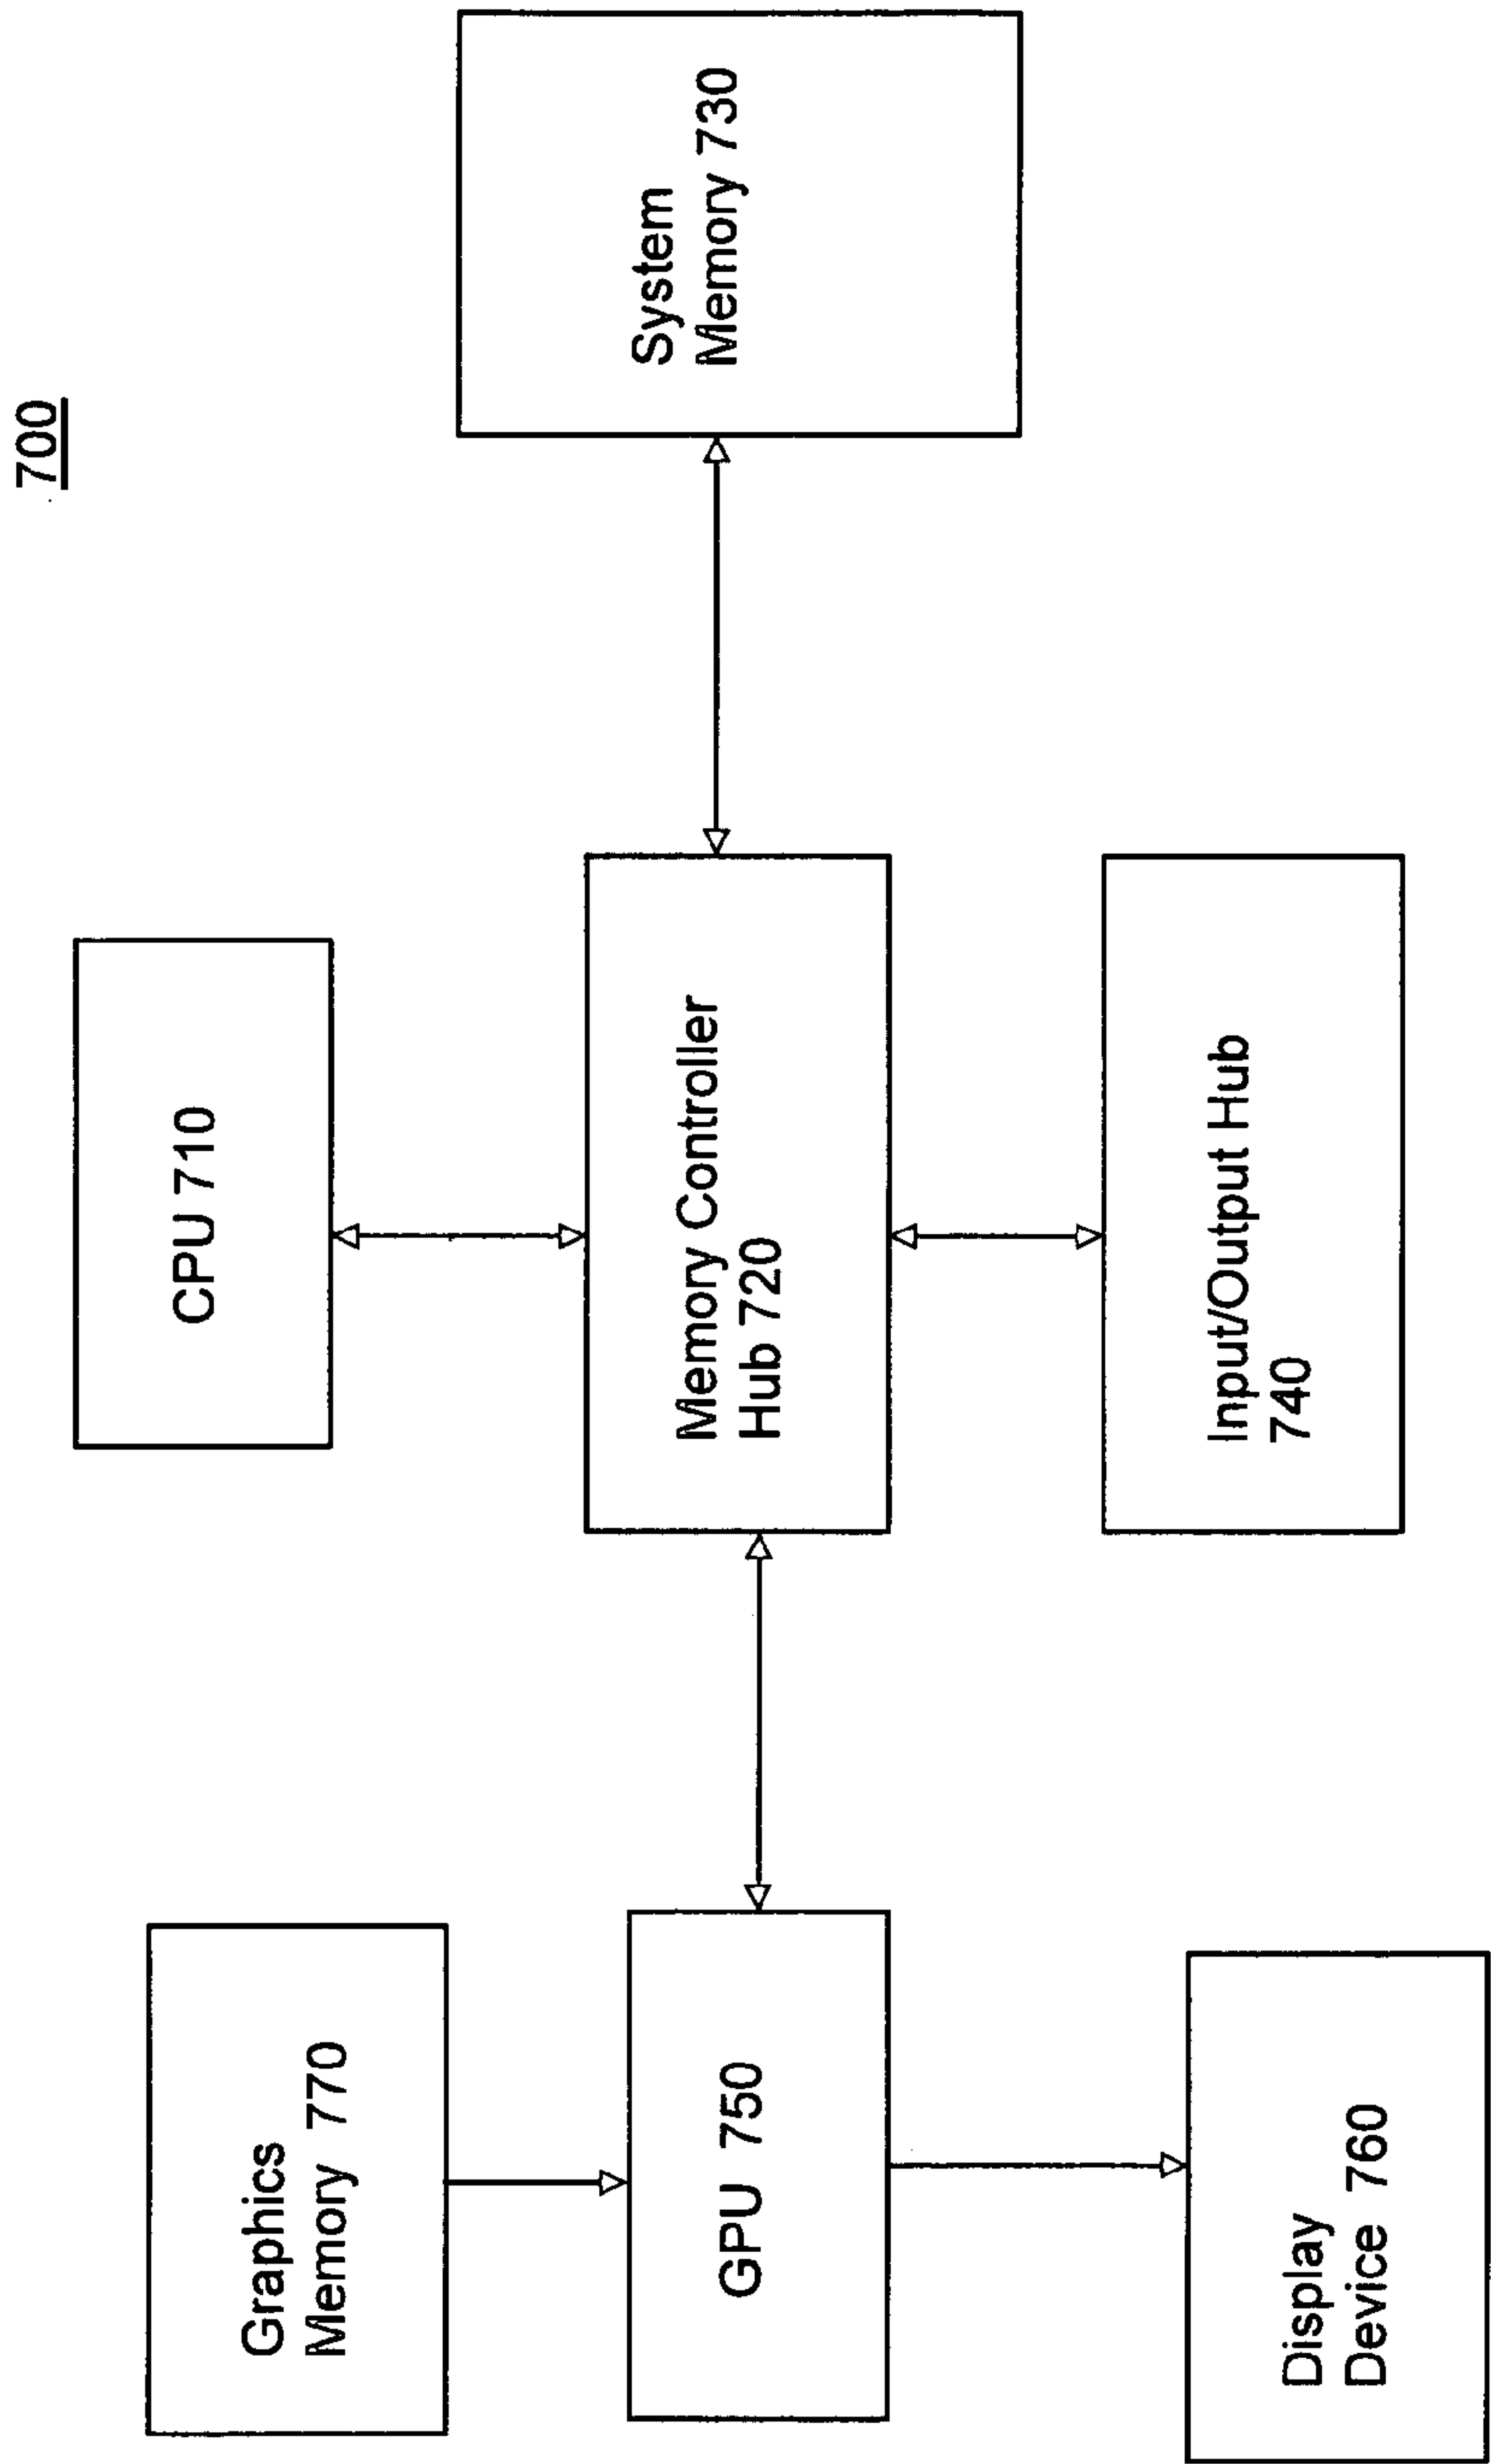 700
Graphics
Memory 770
CPU 710
GPU 750
Memory Controller
Hub 720
System
Memory 730
Display
Device 760
Input/Output Hub
740